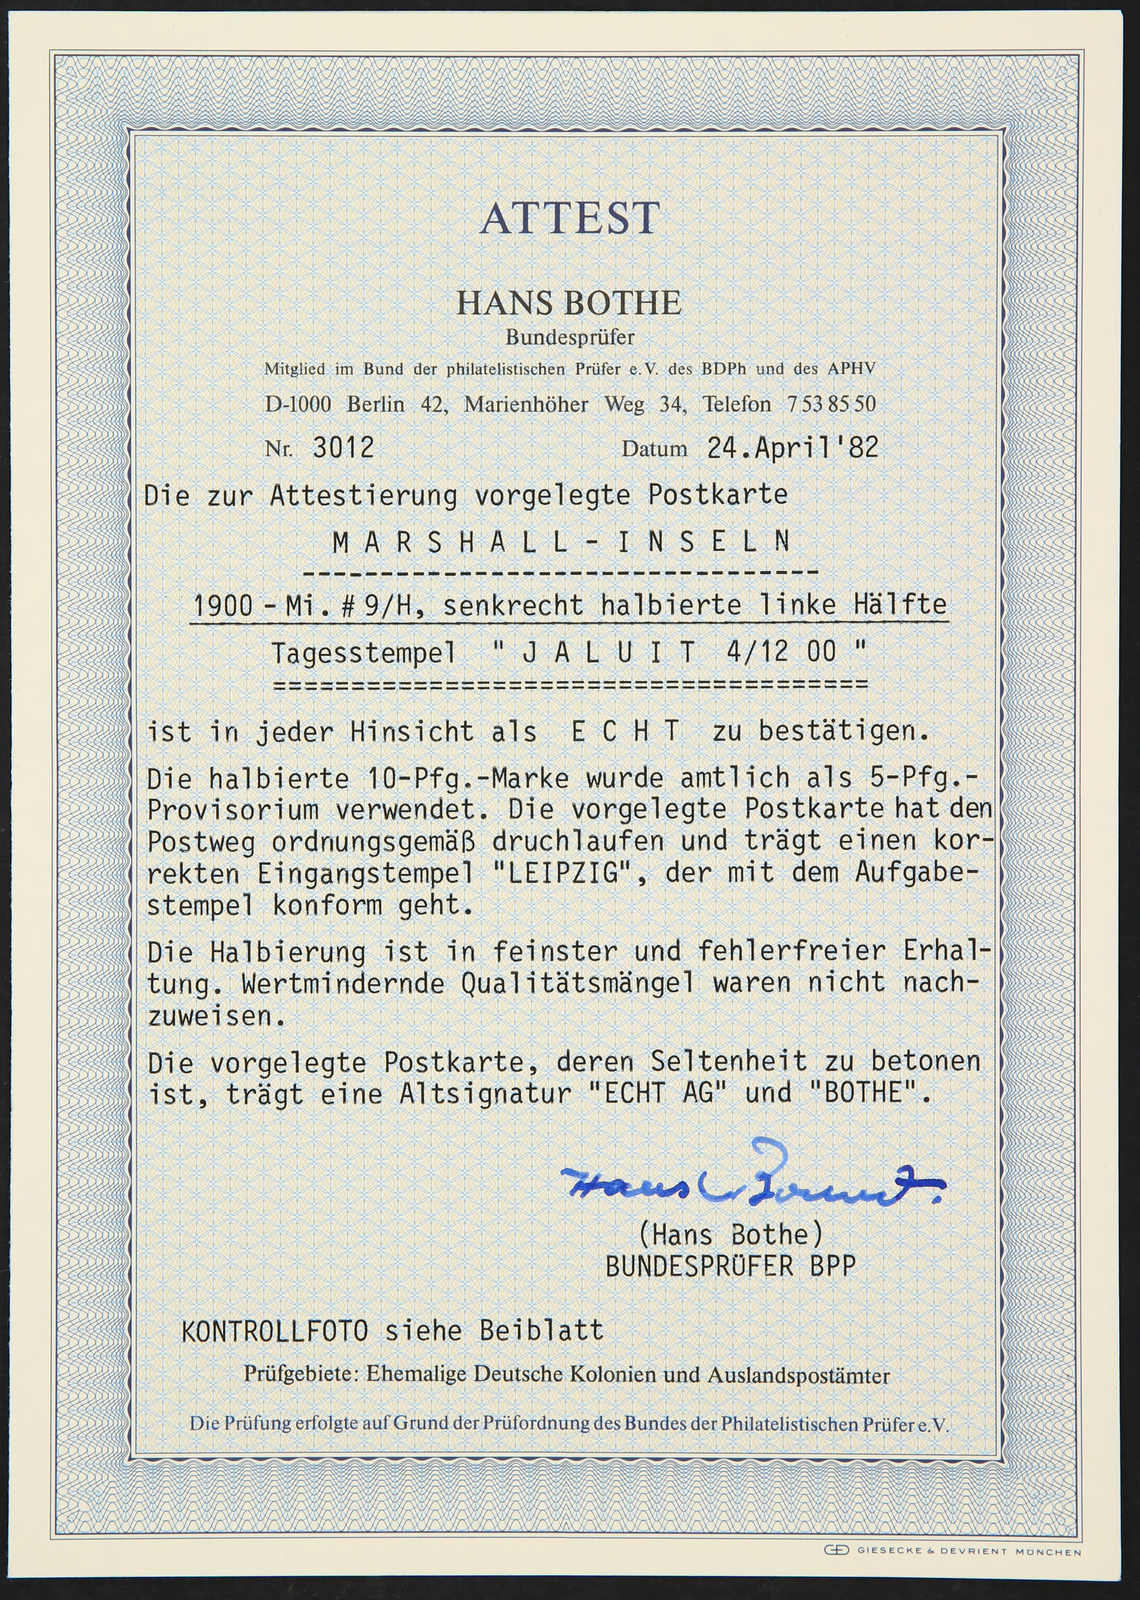 ATTEST
HANS BOTHE
Bundesprüfer
Mitglied im Bund der philatelistischen Prüfer e.V. des BDPh und des APHV
D-1000 Berlin 42, Marienhöher Weg 34, Telefon 7 53 85 50
Nr. 3012 Datum 24.April'82
Die zur Attestierung vorgelegte Postkarte
M A R S H A L L - I N S E L N
---------------------------------
1900 - Mi. # 9/H, senkrecht halbierte linke Hälfte
Tagesstempel " J A L U I T 4/12 00 "
======================================
ist in jeder Hinsicht als E C H T zu bestätigen.
Die halbierte 10-Pfg.-Marke wurde amtlich als 5-Pfg.-
Provisorium verwendet. Die vorgelegte Postkarte hat den
Postweg ordnungsgemäß druchlaufen und trägt einen kor-
rekten Eingangstempel "LEIPZIG", der mit dem Aufgabe-
stempel konform geht.
Die Halbierung ist in feinster und fehlerfreier Erhal-
tung. Wertmindernde Qualitätsmängel waren nicht nach-
zuweisen.
Die vorgelegte Postkarte, deren Seltenheit zu betonen
ist, trägt eine Altsignatur "ECHT AG" und "BOTHE".
Hans Bothe
(Hans Bothe)
BUNDESPRÜFER BPP
KONTROLLFOTO siehe Beiblatt
Prüfgebiete: Ehemalige Deutsche Kolonien und Auslandspostämter
Die Prüfung erfolgte auf Grund der Prüfordnung des Bundes der Philatelistischen Prüfer e.V.
GIESECKE & DEVRIENT MÜNCHEN